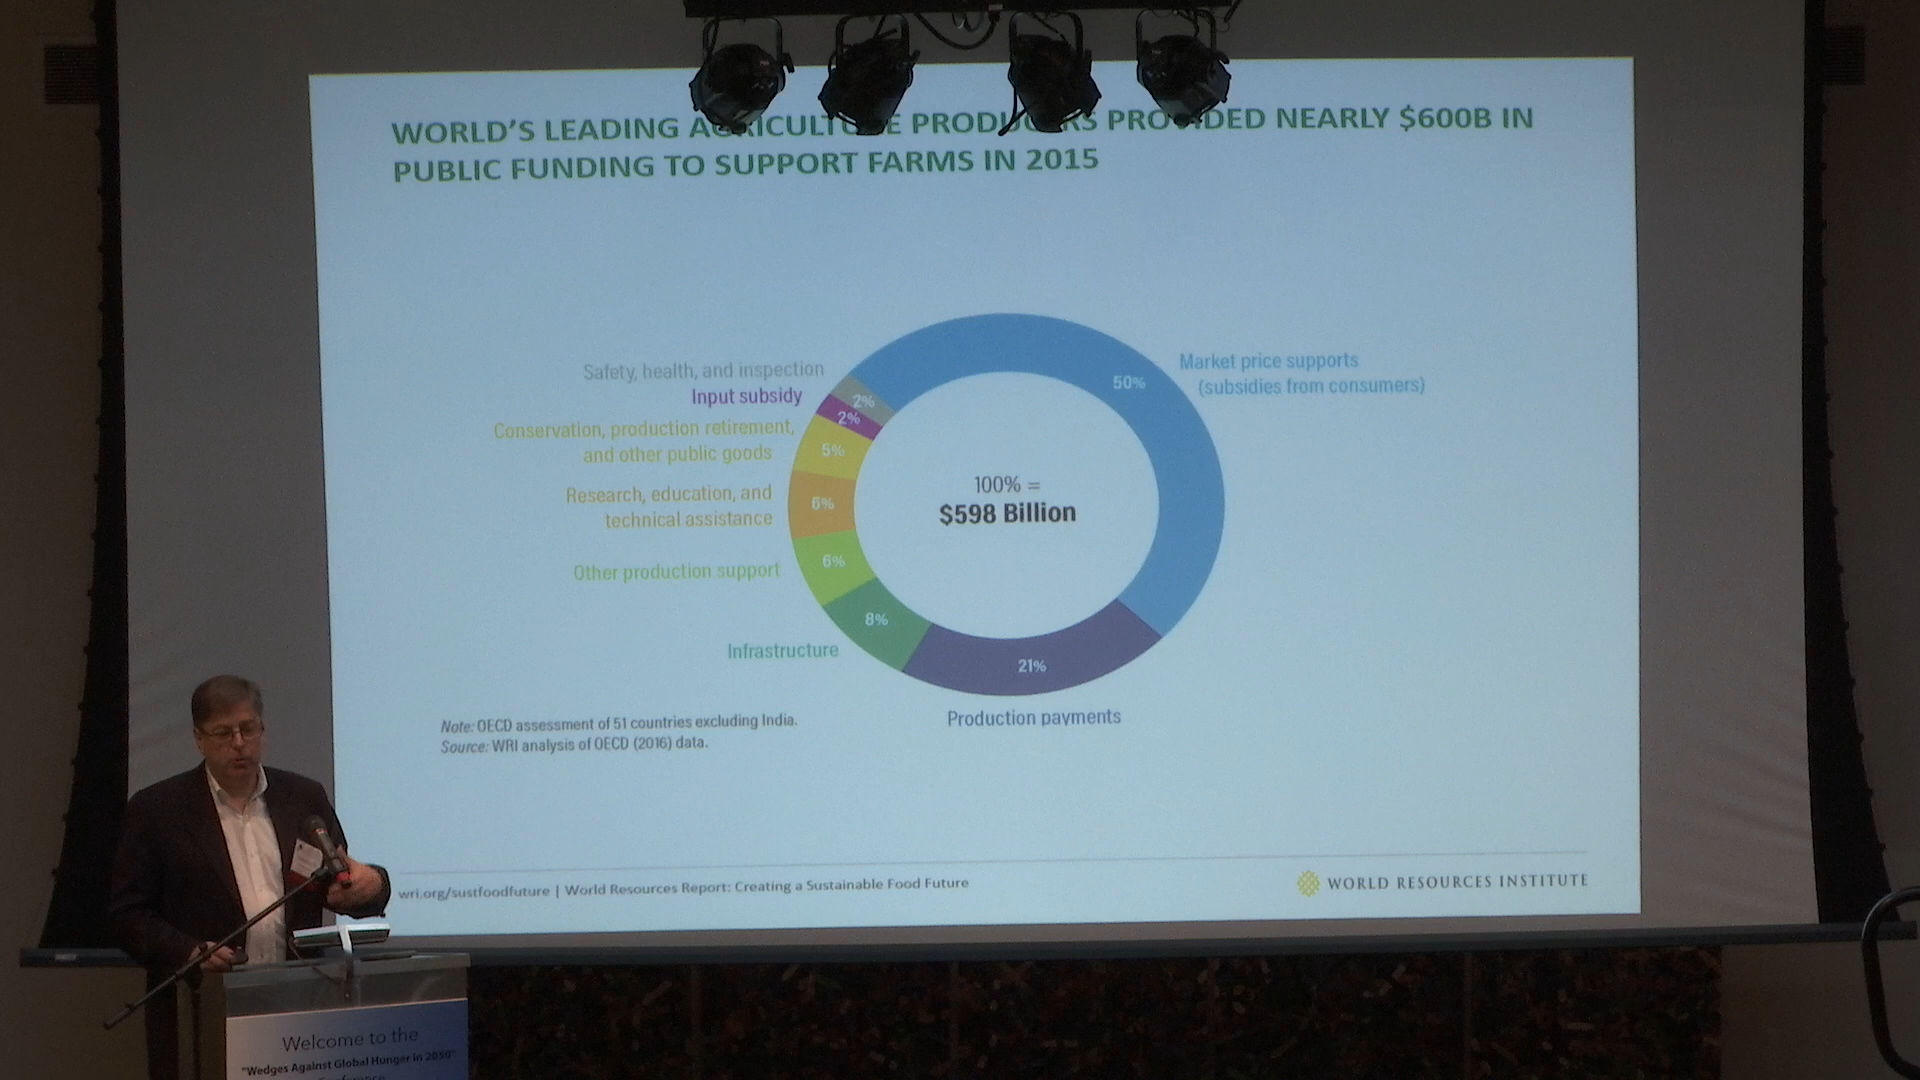 WORLD'S LEADING AGRICULTURE PRODUCERS PROVIDED NEARLY $600B IN
PUBLIC FUNDING TO SUPPORT FARMS IN 2015
Safety, health, and inspection
2%
Input subsidy
2%
Conservation, production retirement,
and other public goods
5%
Research, education, and
technical assistance
6%
Other production support
6%
Infrastructure
8%
Market price supports
(subsidies from consumers)
50%
100% =
$598 Billion
21%
Production payments
Note: OECD assessment of 51 countries excluding India.
Source: WRI analysis of OECD (2016) data.
wri.org/sustfoodfuture | World Resources Report: Creating a Sustainable Food Future
WORLD RESOURCES INSTITUTE
Welcome to the
"Wedges Against Global Hunger in 2050"